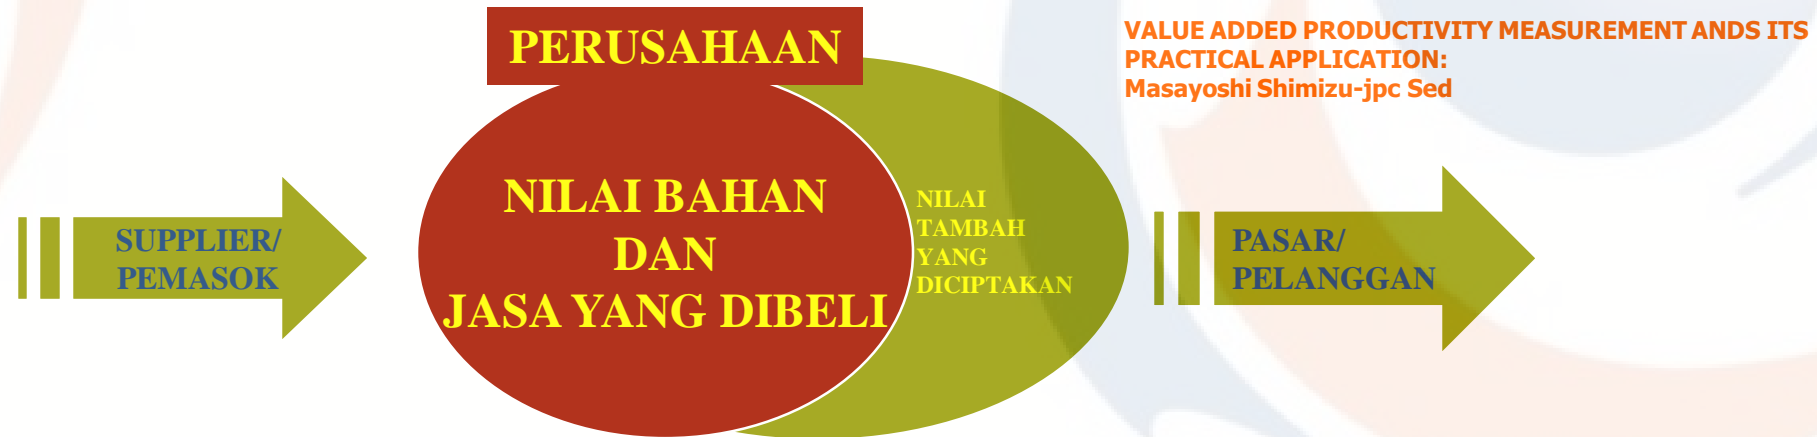 PERUSAHAAN
VALUE ADDED PRODUCTIVITY MEASUREMENT ANDS ITS
PRACTICAL APPLICATION:
Masayoshi Shimizu-jpc Sed
SUPPLIER/
PEMASOK
NILAI BAHAN
DAN
JASA YANG DIBELI
NILAI
TAMBAH
YANG
DICIPTAKAN
PASAR/
PELANGGAN